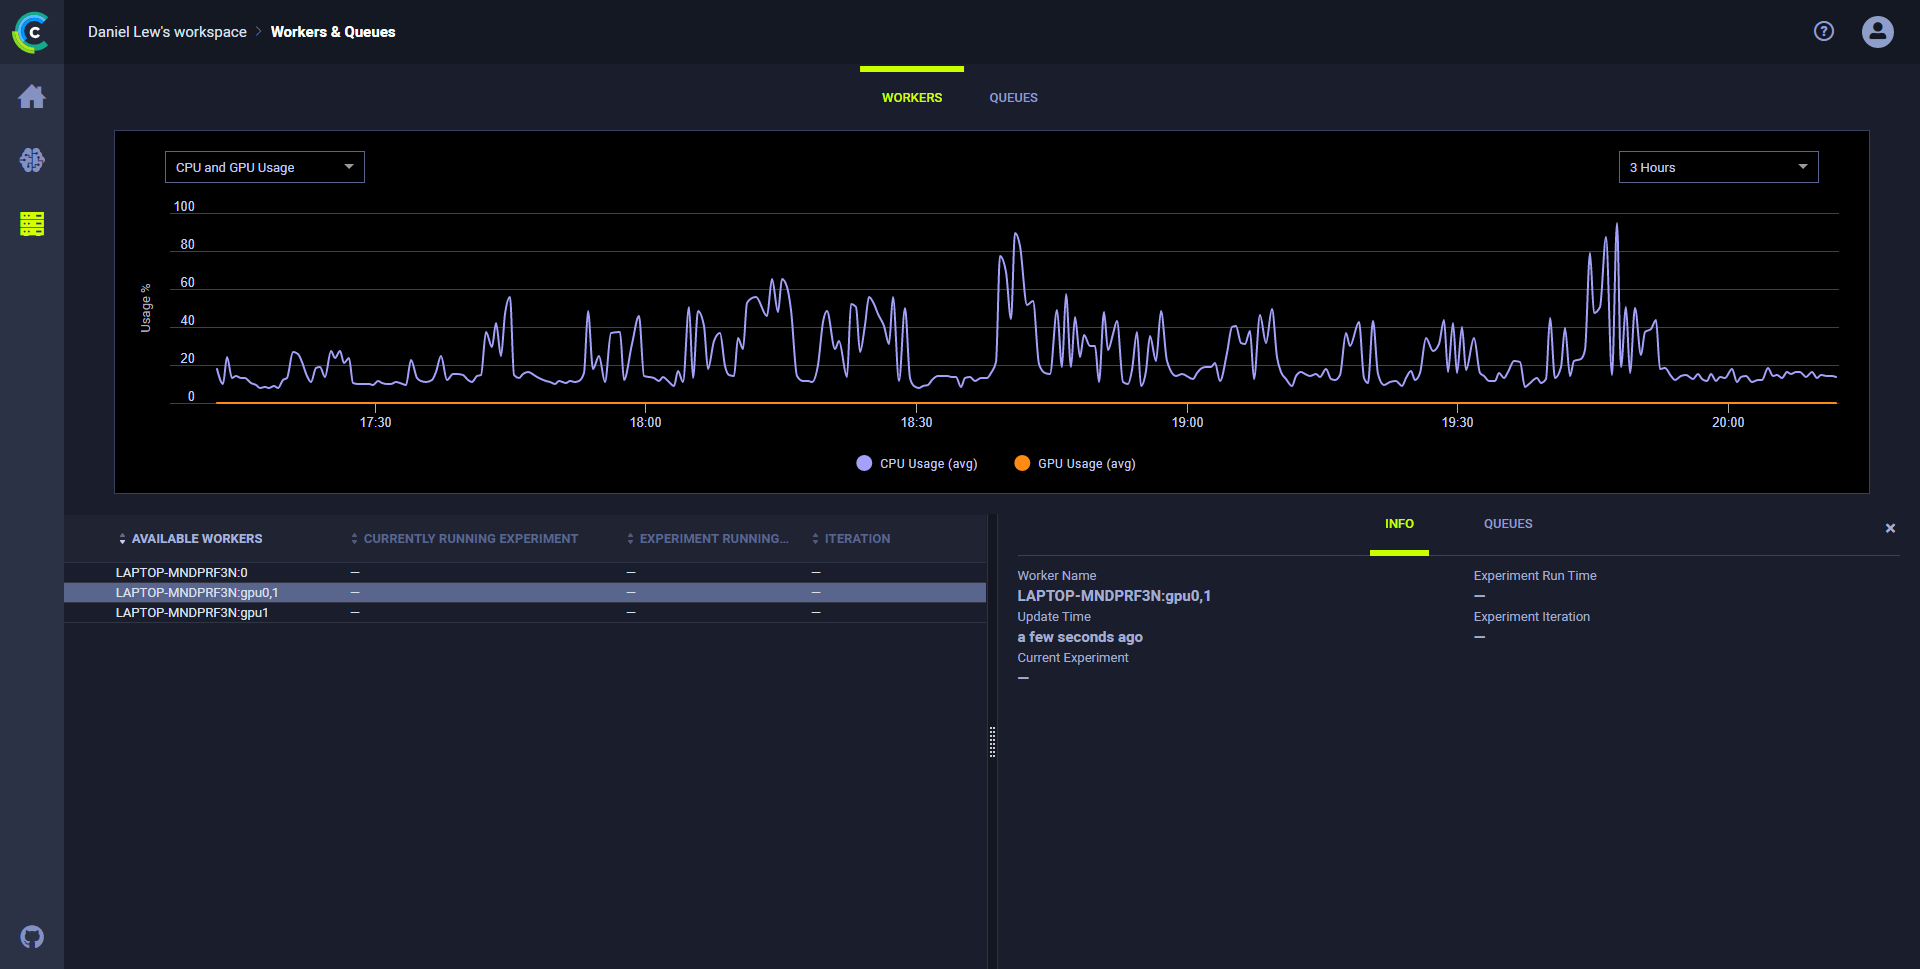 C
Daniel Lew's workspace > Workers & Queues
?
WORKERS QUEUES
CPU and GPU Usage
3 Hours
100
80
60
40
20
0
Usage %
17:30 18:00 18:30 19:00 19:30 20:00
CPU Usage (avg) GPU Usage (avg)
AVAILABLE WORKERS CURRENTLY RUNNING EXPERIMENT EXPERIMENT RUNNING... ITERATION
LAPTOP-MNDPRF3N:0 — — —
LAPTOP-MNDPRF3N:gpu0,1 — — —
LAPTOP-MNDPRF3N:gpu1 — — —
INFO QUEUES
×
Worker Name
LAPTOP-MNDPRF3N:gpu0,1
Update Time
a few seconds ago
Current Experiment
—
Experiment Run Time
—
Experiment Iteration
—